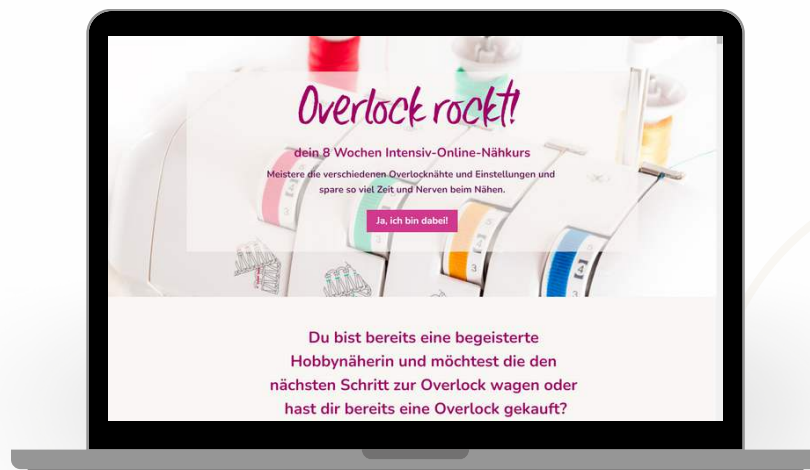 Overlock rockt!
dein 8 Wochen Intensiv-Online-Nähkurs
Meistere die verschiedenen Overlocknähte und Einstellungen und
spare so viel Zeit und Nerven beim Nähen.
Ja, ich bin dabei!
Du bist bereits eine begeisterte
Hobbynäherin und möchtest die den
nächsten Schritt zur Overlock wagen oder
hast dir bereits eine Overlock gekauft?